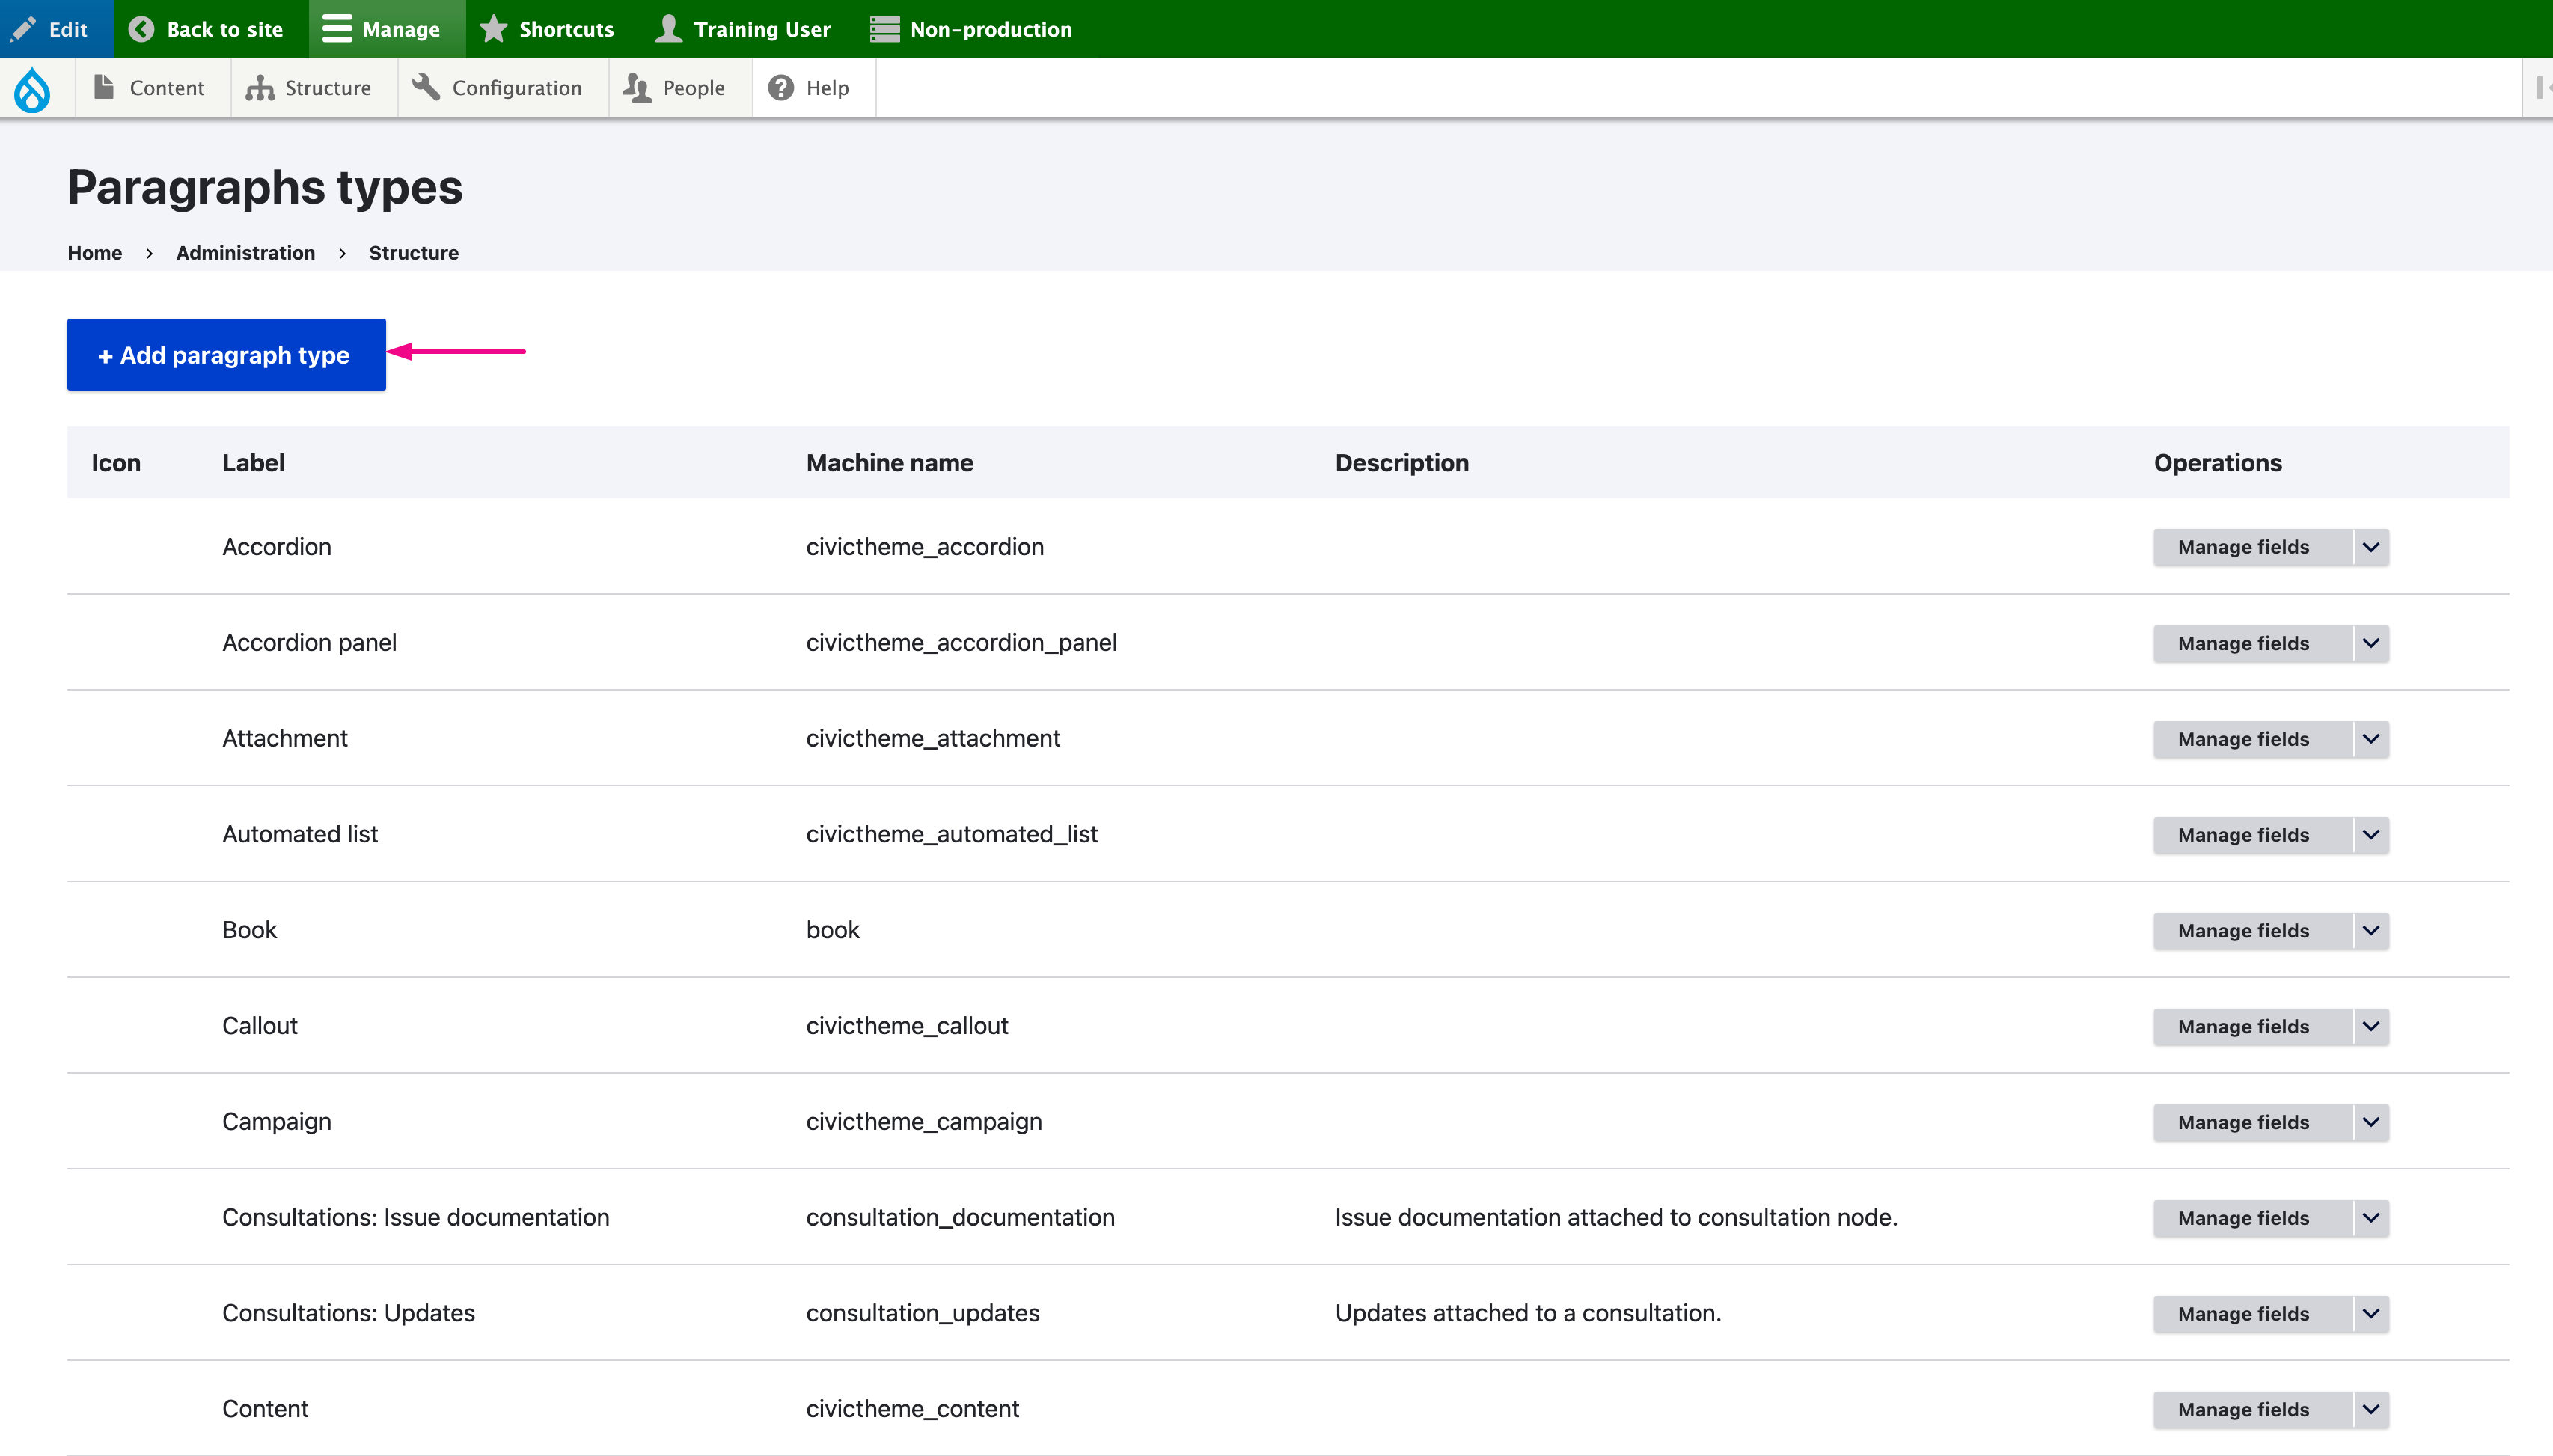 Edit Back to site Manage Shortcuts Training User Non-production
Content Structure Configuration People Help
Paragraphs types
Home › Administration › Structure
+ Add paragraph type
Icon Label Machine name Description Operations
Accordion civictheme_accordion Manage fields
Accordion panel civictheme_accordion_panel Manage fields
Attachment civictheme_attachment Manage fields
Automated list civictheme_automated_list Manage fields
Book book Manage fields
Callout civictheme_callout Manage fields
Campaign civictheme_campaign Manage fields
Consultations: Issue documentation consultation_documentation Issue documentation attached to consultation node. Manage fields
Consultations: Updates consultation_updates Updates attached to a consultation. Manage fields
Content civictheme_content Manage fields